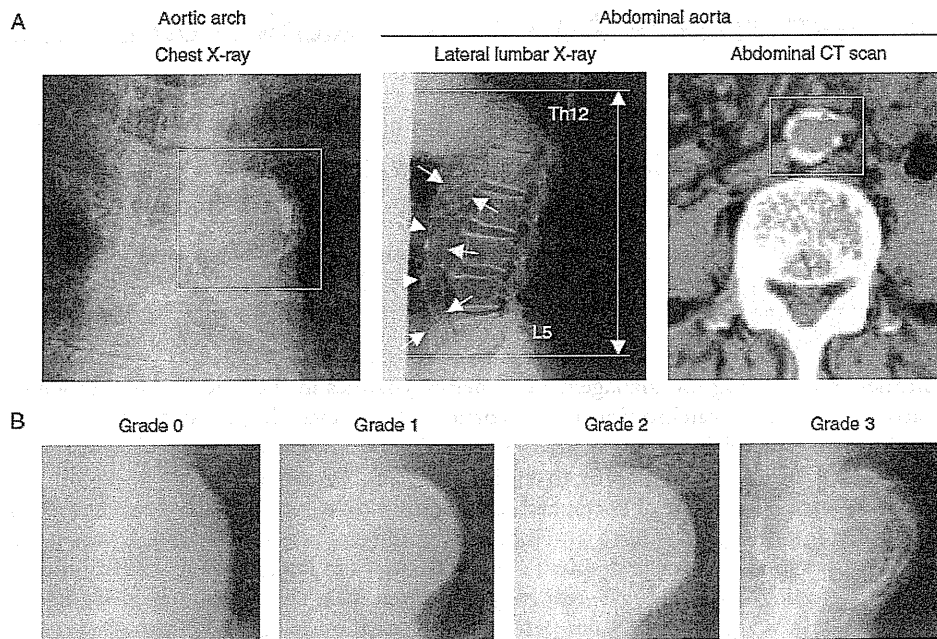 A
Aortic arch
Abdominal aorta
Chest X-ray
Lateral lumbar X-ray
Abdominal CT scan
Th12
L5
B
Grade 0
Grade 1
Grade 2
Grade 3